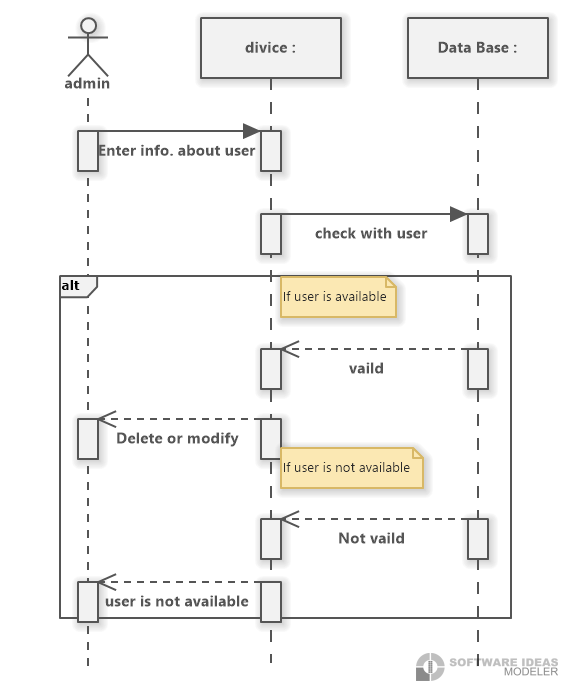 admin
divice :
Data Base :
Enter info. about user
check with user
alt
If user is available
vaild
Delete or modify
If user is not available
Not vaild
user is not available
SOFTWARE IDEAS
MODELER